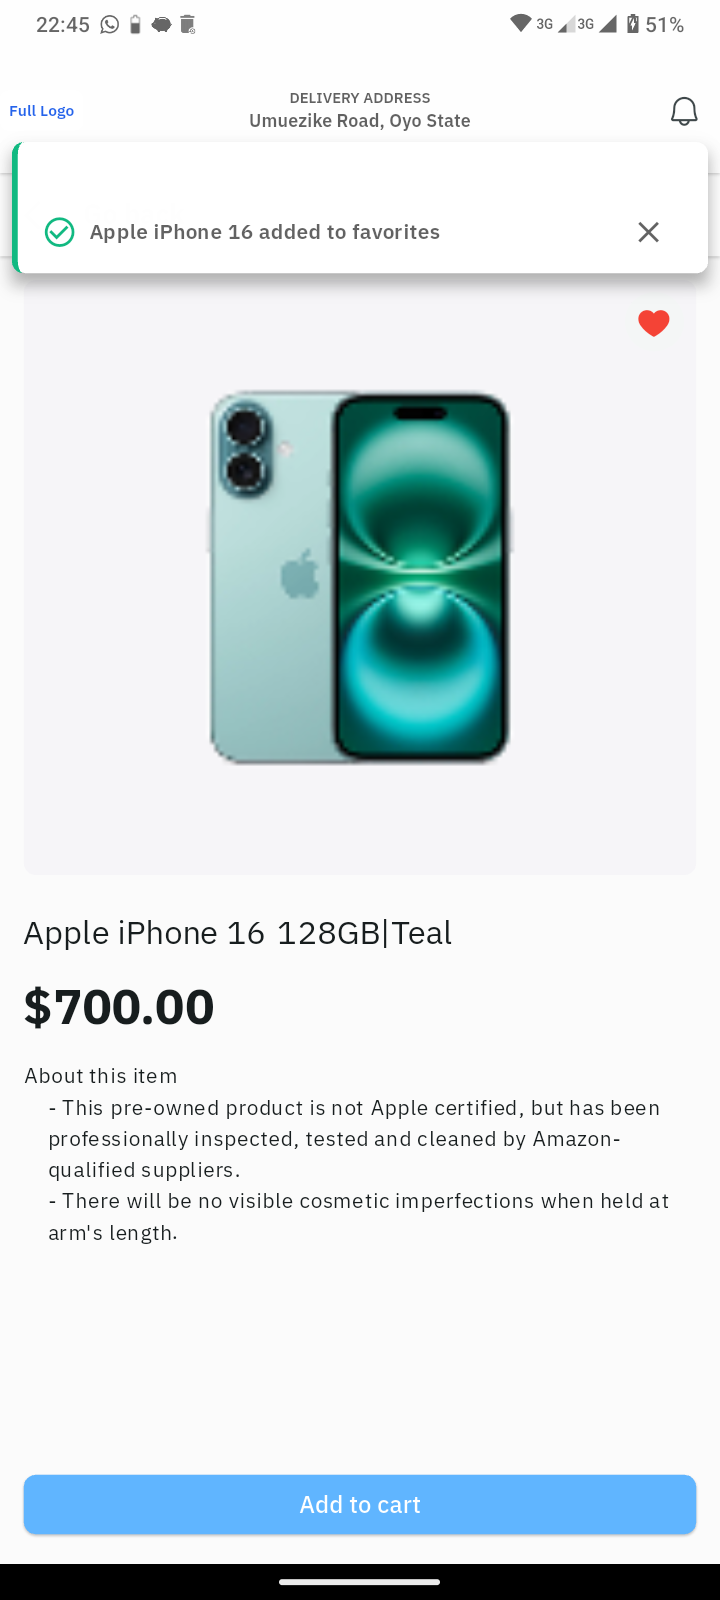 22:45 3G 3G 51%
DELIVERY ADDRESS
Full Logo
Umuezike Road, Oyo State
Apple iPhone 16 added to favorites
Apple iPhone 16 128GB|Teal
$700.00
About this item
- This pre-owned product is not Apple certified, but has been
professionally inspected, tested and cleaned by Amazon-
qualified suppliers.
- There will be no visible cosmetic imperfections when held at
arm's length.
Add to cart